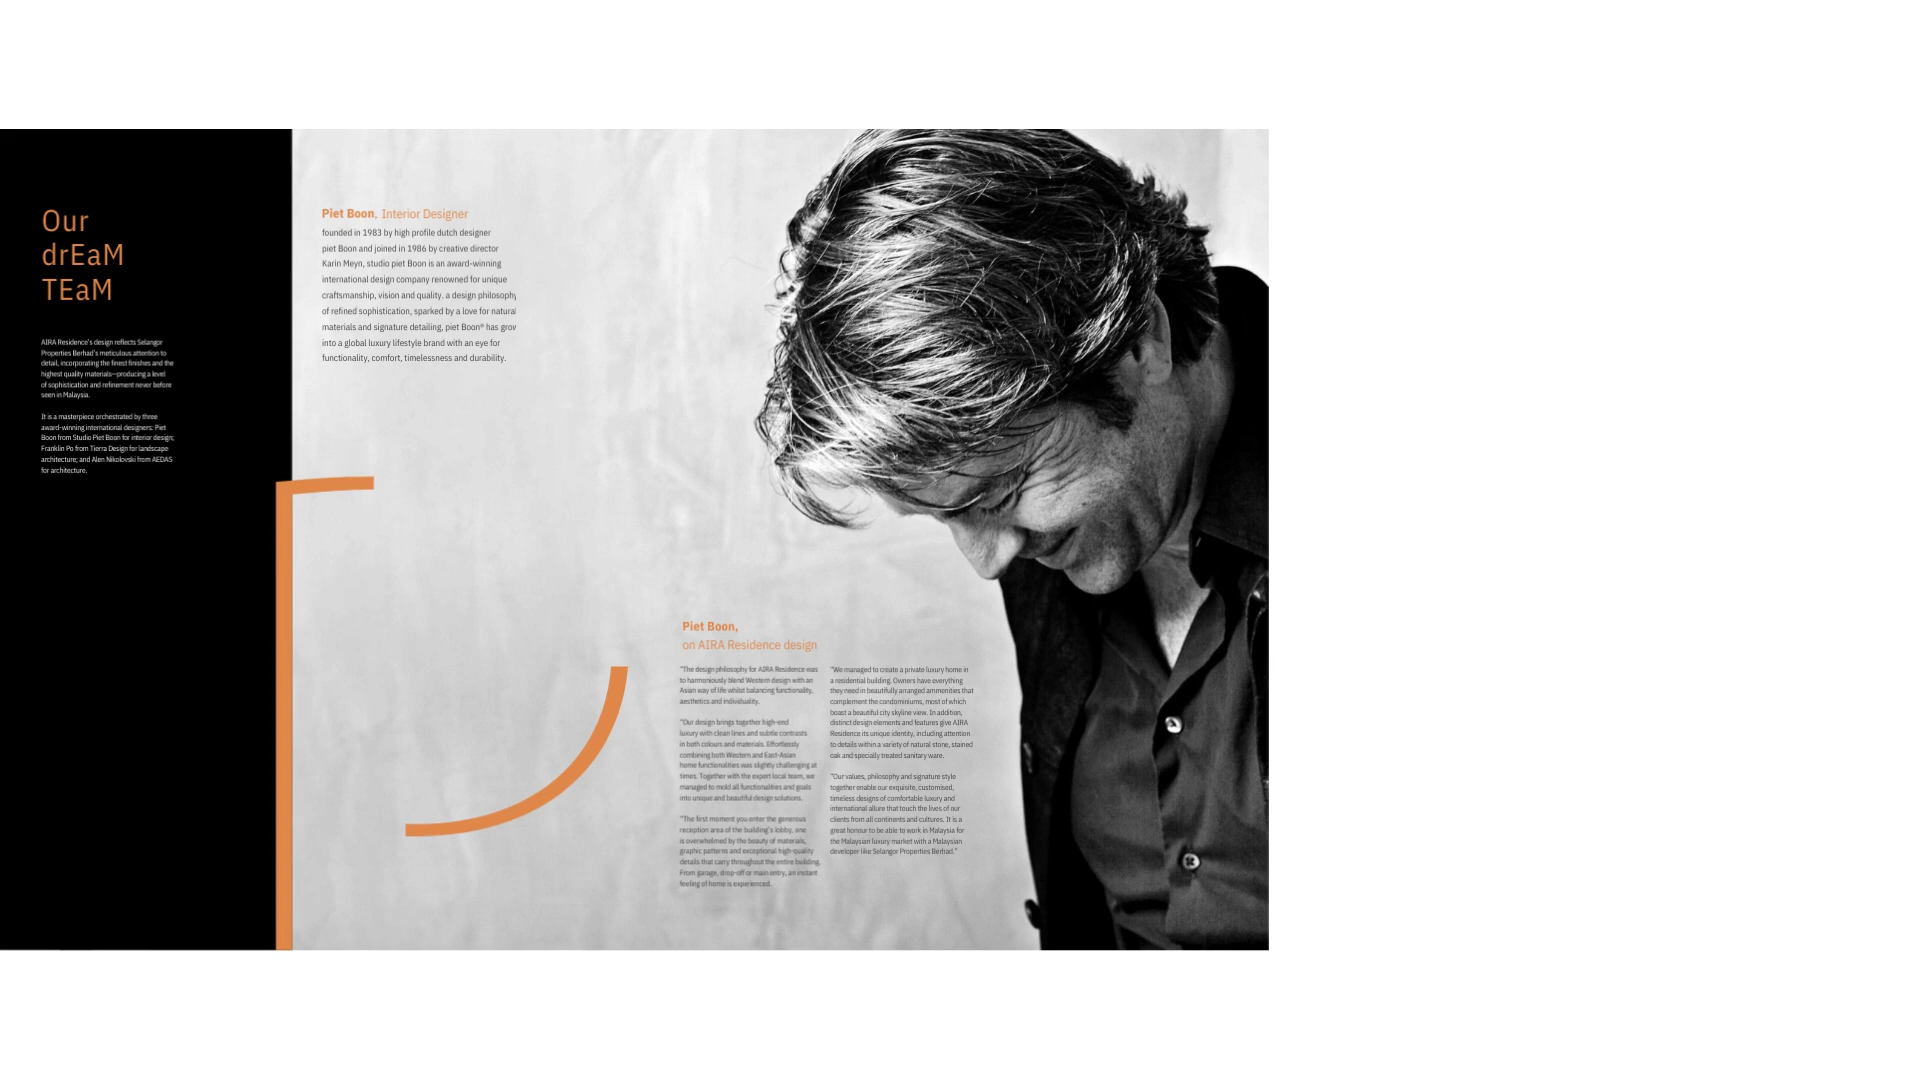 Our
drEaM
TEaM
AIRA Residence's design reflects Selangor
Properties Berhad's meticulous attention to
detail, incorporating the finest finishes and the
highest quality materials—producing a level
of sophistication and refinement never before
seen in Malaysia.
It is a masterpiece orchestrated by three
award-winning international designers: Piet
Boon from Studio Piet Boon for interior design;
Franklin Po from Tierra Design for landscape
architecture; and Alen Nikolovski from AEDAS
for architecture.
Piet Boon, Interior Designer
founded in 1983 by high profile dutch designer
piet Boon and joined in 1986 by creative director
Karin Meyn, studio piet Boon is an award-winning
international design company renowned for unique
craftsmanship, vision and quality. a design philosophy
of refined sophistication, sparked by a love for natural
materials and signature detailing, piet Boon® has grow
into a global luxury lifestyle brand with an eye for
functionality, comfort, timelessness and durability.
Piet Boon,
on AIRA Residence design
"The design philosophy for AIRA Residence was
to harmoniously blend Western design with an
Asian way of life whilst balancing functionality,
aesthetics and individuality.
"Our design brings together high-end
luxury with clean lines and subtle contrasts
in both colours and materials. Effortlessly
combining both Western and East-Asian
home functionalities was slightly challenging at
times. Together with the expert local team, we
managed to mold all functionalities and goals
into unique and beautiful design solutions.
"The first moment you enter the generous
reception area of the building's lobby, one
is overwhelmed by the beauty of materials,
graphic patterns and exceptional high-quality
details that carry throughout the entire building.
From garage, drop-off or main entry, an instant
feeling of home is experienced.
"We managed to create a private luxury home in
a residential building. Owners have everything
they need in beautifully arranged ammenities that
complement the condominiums, most of which
boast a beautiful city skyline view. In addition,
distinct design elements and features give AIRA
Residence its unique identity, including attention
to details within a variety of natural stone, stained
oak and specially treated sanitary ware.
"Our values, philosophy and signature style
together enable our exquisite, customised,
timeless designs of comfortable luxury and
international allure that touch the lives of our
clients from all continents and cultures. It is a
great honour to be able to work in Malaysia for
the Malaysian luxury market with a Malaysian
developer like Selangor Properties Berhad."